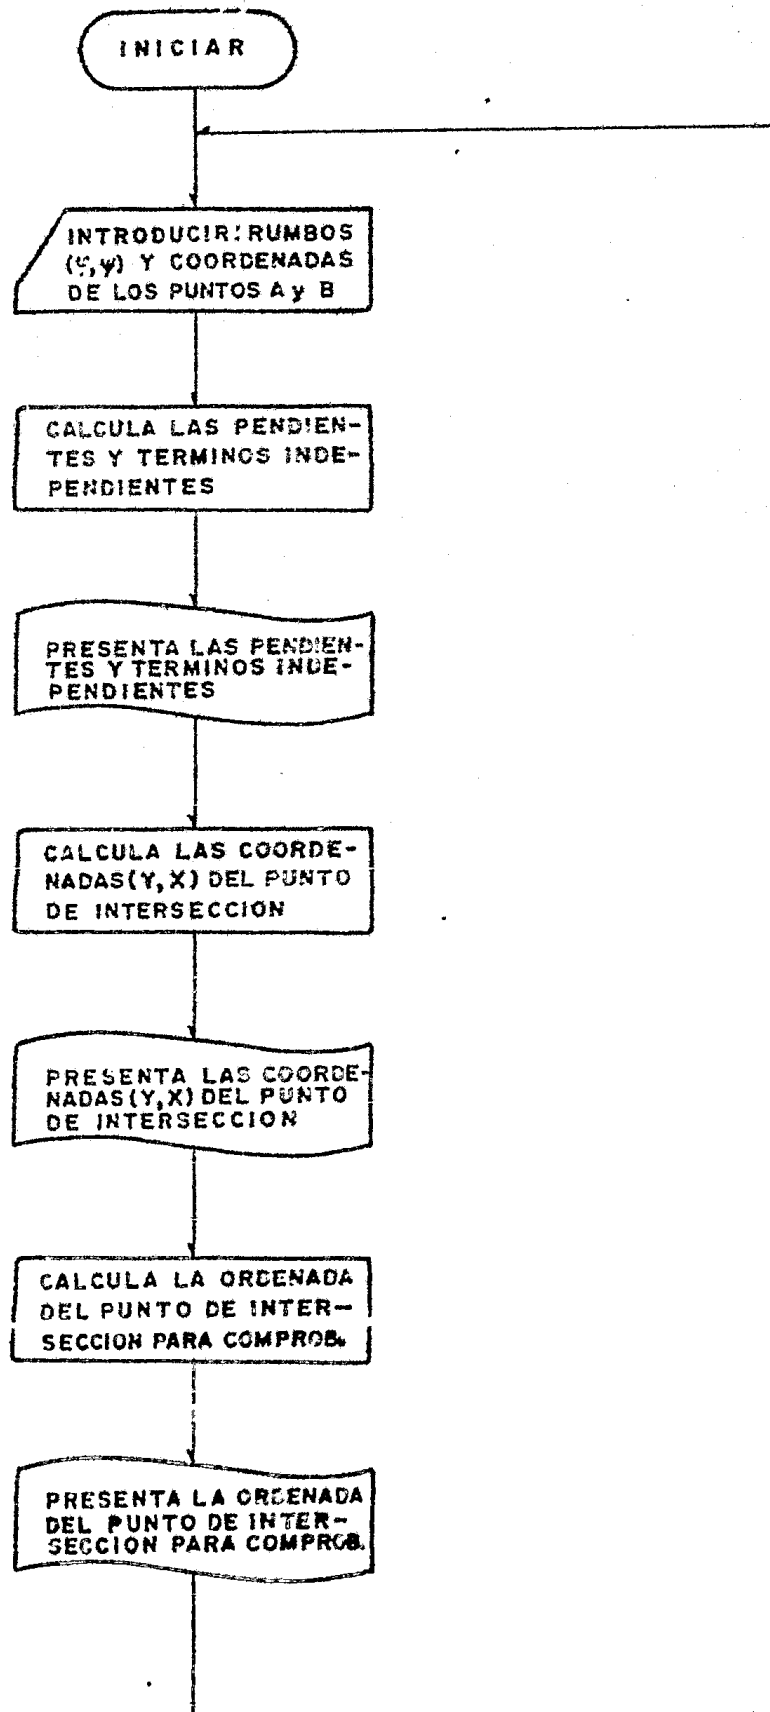 INICIAR
INTRODUCIR: RUMBOS
(φ,ψ) Y COORDENADAS
DE LOS PUNTOS A y B
CALCULA LAS PENDIEN-
TES Y TERMINOS INDE-
PENDIENTES
PRESENTA LAS PENDIEN-
TES Y TERMINOS INDE-
PENDIENTES
CALCULA LAS COORDE-
NADAS(Y,X) DEL PUNTO
DE INTERSECCION
PRESENTA LAS COORDE-
NADAS(Y,X) DEL PUNTO
DE INTERSECCION
CALCULA LA ORDENADA
DEL PUNTO DE INTER-
SECCION PARA COMPROB.
PRESENTA LA ORDENADA
DEL PUNTO DE INTER-
SECCION PARA COMPROB.